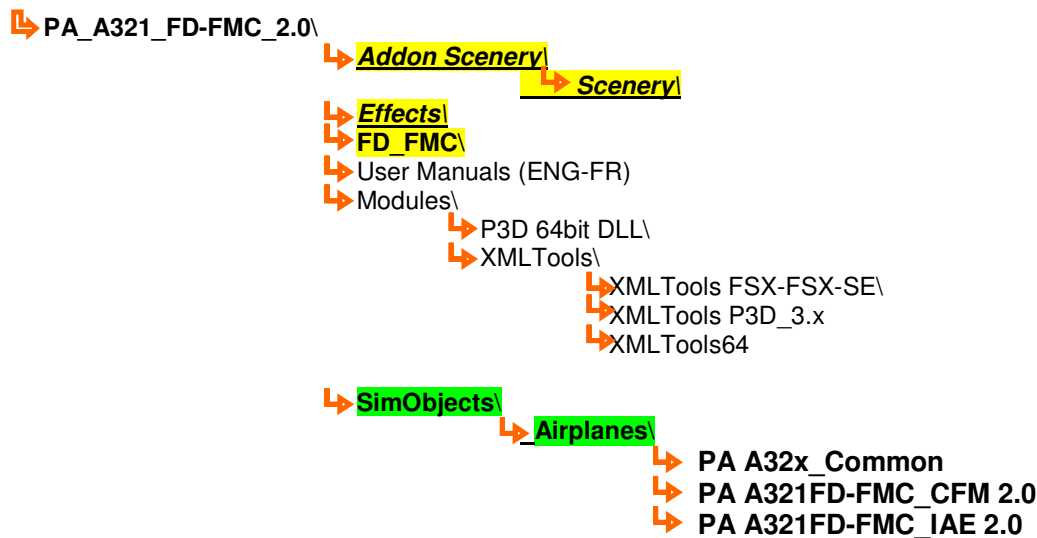 PA_A321_FD-FMC_2.0\
Addon Scenery\
Scenery\
Effects\
FD_FMC\
User Manuals (ENG-FR)
Modules\
P3D 64bit DLL\
XMLTools\
XMLTools FSX-FSX-SE\
XMLTools P3D_3.x
XMLTools64
SimObjects\
Airplanes\
PA A32x_Common
PA A321FD-FMC_CFM 2.0
PA A321FD-FMC_IAE 2.0